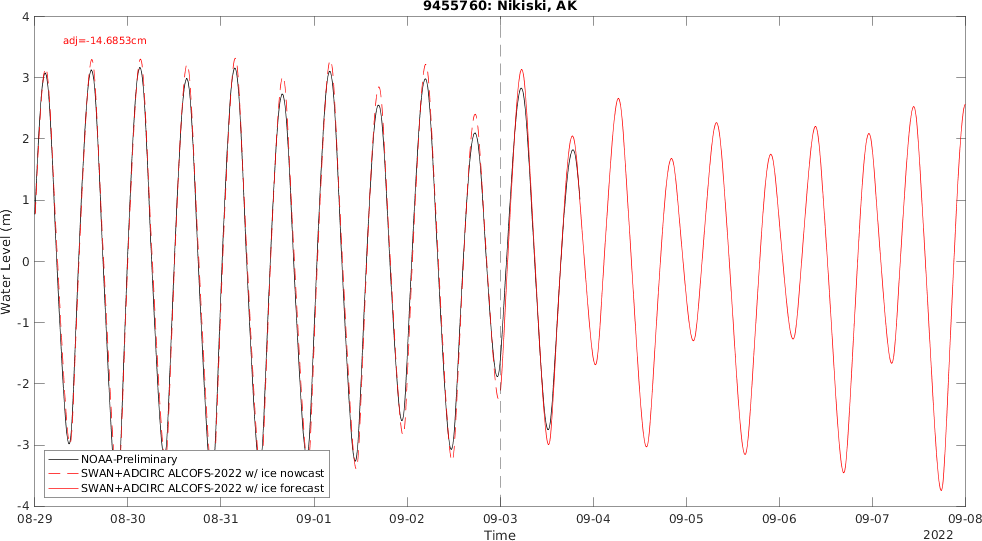 9455760: Nikiski, AK
adj=-14.6853cm
4
3
2
1
0
-1
-2
-3
-4
Water Level (m)
NOAA-Preliminary
SWAN+ADCIRC ALCOFS-2022 w/ ice nowcast
SWAN+ADCIRC ALCOFS-2022 w/ ice forecast
08-29 08-30 08-31 09-01 09-02 09-03 09-04 09-05 09-06 09-07 09-08
Time
2022